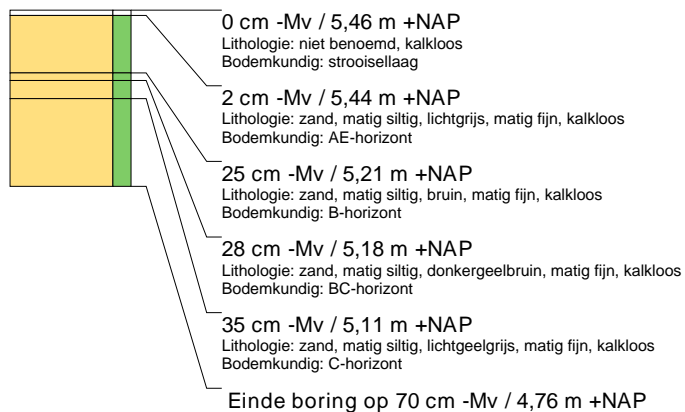 0 cm -Mv / 5,46 m +NAP
Lithologie: niet benoemd, kalkloos
Bodemkundig: strooisellaag
2 cm -Mv / 5,44 m +NAP
Lithologie: zand, matig siltig, lichtgrijs, matig fijn, kalkloos
Bodemkundig: AE-horizont
25 cm -Mv / 5,21 m +NAP
Lithologie: zand, matig siltig, bruin, matig fijn, kalkloos
Bodemkundig: B-horizont
28 cm -Mv / 5,18 m +NAP
Lithologie: zand, matig siltig, donkergeelbruin, matig fijn, kalkloos
Bodemkundig: BC-horizont
35 cm -Mv / 5,11 m +NAP
Lithologie: zand, matig siltig, lichtgeelgrijs, matig fijn, kalkloos
Bodemkundig: C-horizont
Einde boring op 70 cm -Mv / 4,76 m +NAP